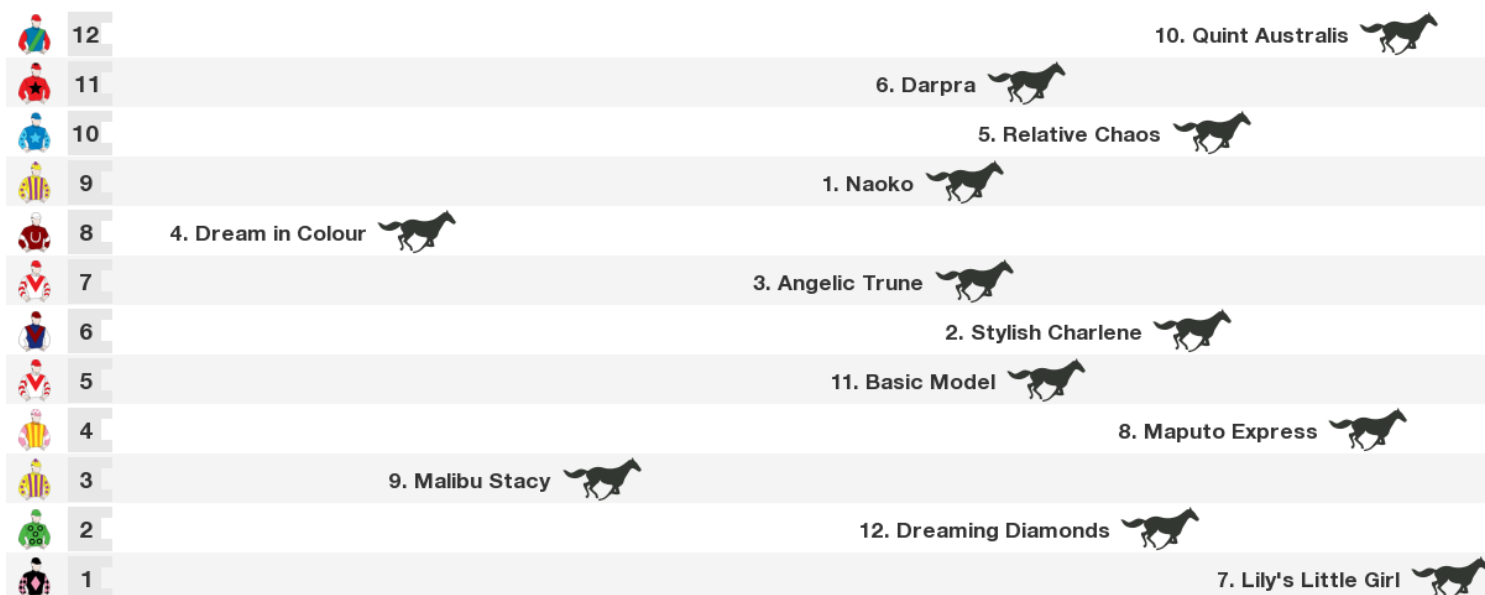 12 10. Quint Australis
11 6. Darpra
10 5. Relative Chaos
9 1. Naoko
8 4. Dream in Colour
7 3. Angelic Trune
6 2. Stylish Charlene
5 11. Basic Model
4 8. Maputo Express
3 9. Malibu Stacy
2 12. Dreaming Diamonds
1 7. Lily's Little Girl